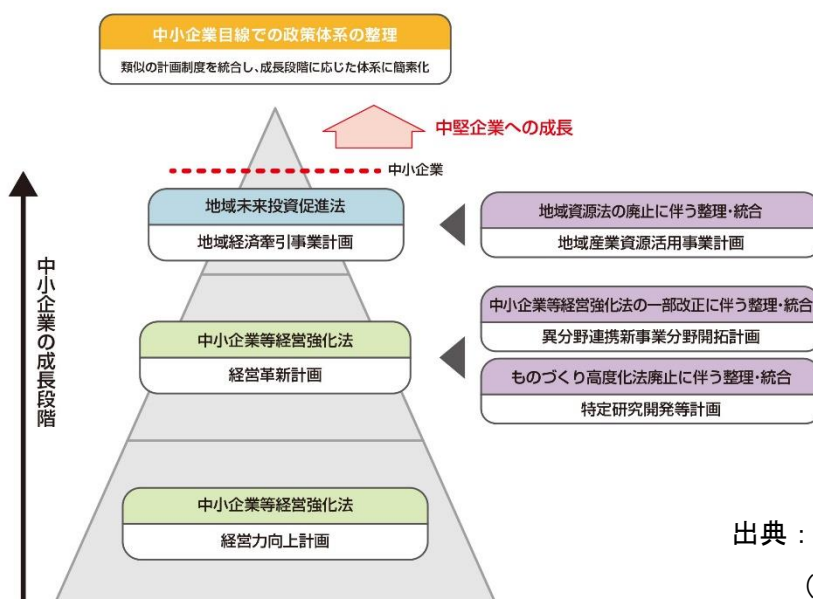 中小企業目線での政策体系の整理
類似の計画制度を統合し、成長段階に応じた体系に簡素化
中堅企業への成長
中小企業
地域未来投資促進法
地域経済牽引事業計画
地域資源法の廃止に伴う整理・統合
地域産業資源活用事業計画
中小企業の成長段階
中小企業等経営強化法
経営革新計画
中小企業等経営強化法の一部改正に伴う整理・統合
異分野連携新事業分野開拓計画
ものづくり高度化法廃止に伴う整理・統合
特定研究開発等計画
中小企業等経営強化法
経営力向上計画
出典：
（